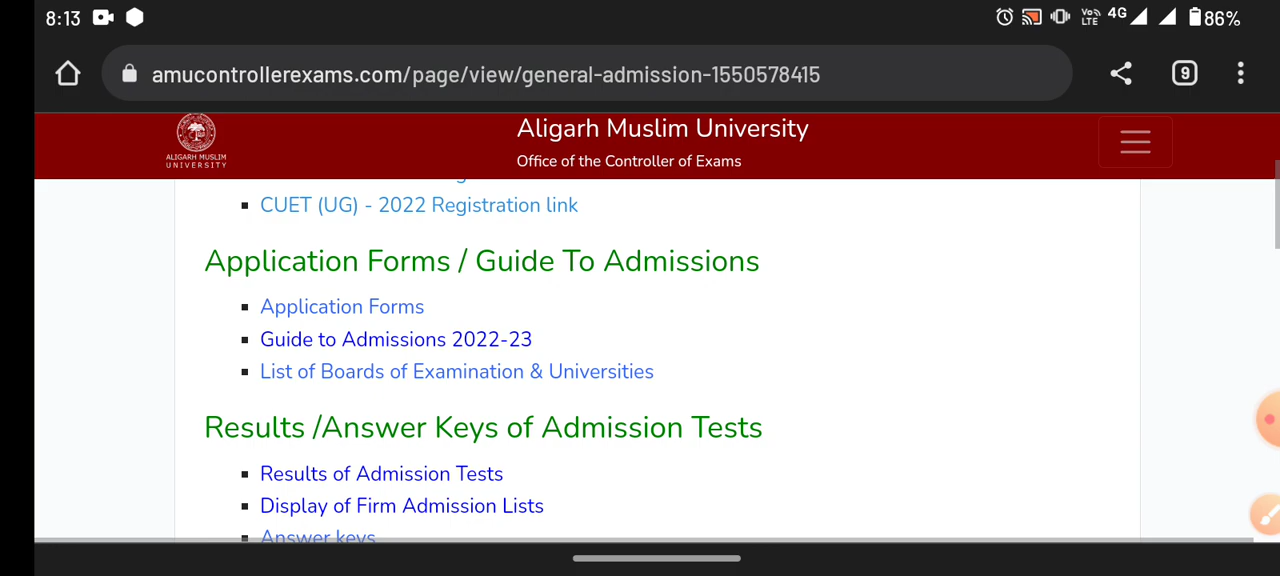 8:13
Vo LTE 4G 86%
amucontrollerexams.com/page/view/general-admission-1550578415
9
Aligarh Muslim University
ALIGARH MUSLIM
UNIVERSITY
Office of the Controller of Exams
CUET (UG) - 2022 Registration link
Application Forms / Guide To Admissions
Application Forms
Guide to Admissions 2022-23
List of Boards of Examination & Universities
Results /Answer Keys of Admission Tests
Results of Admission Tests
Display of Firm Admission Lists
Answer keys